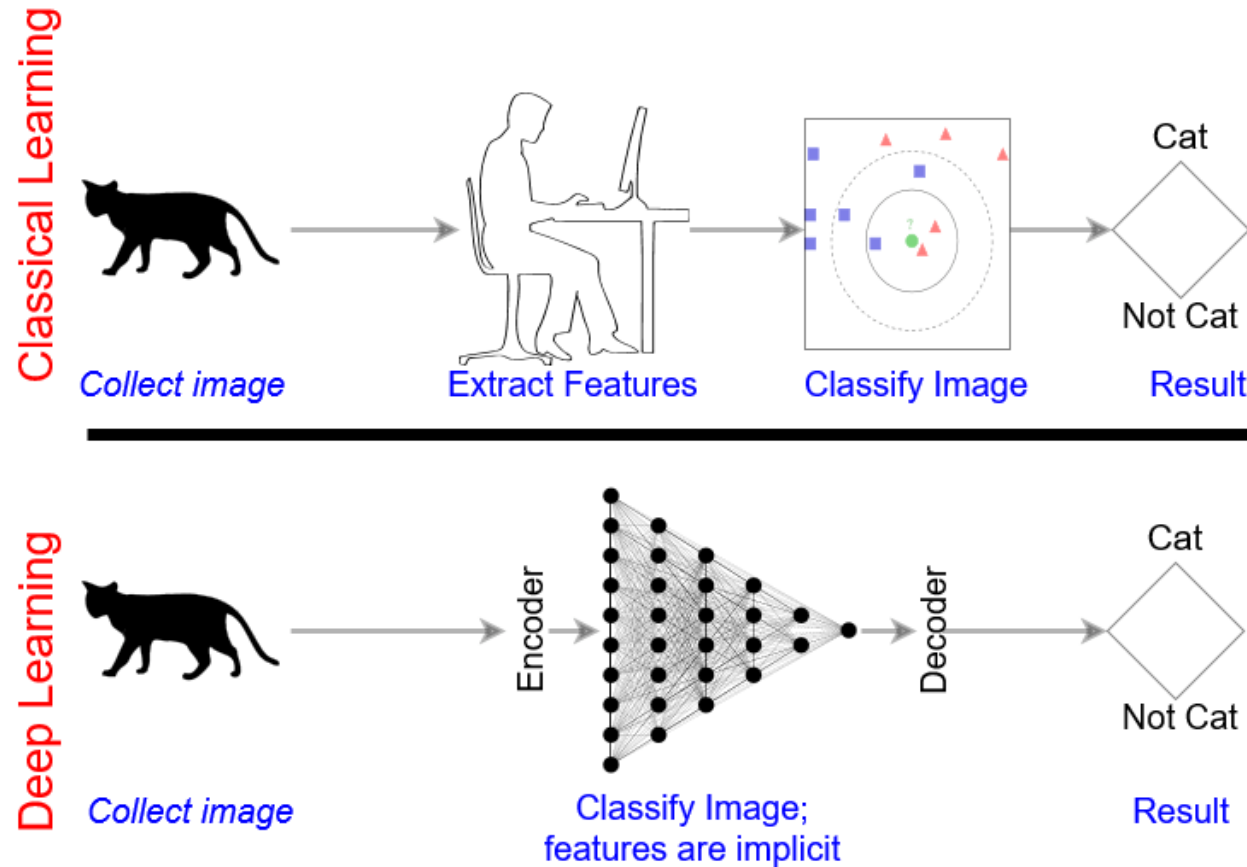 Classical Learning
Cat
?
Not Cat
Collect image
Extract Features
Classify Image
Result
Deep Learning
Encoder
Decoder
Cat
Not Cat
Collect image
Classify Image;
features are implicit
Result